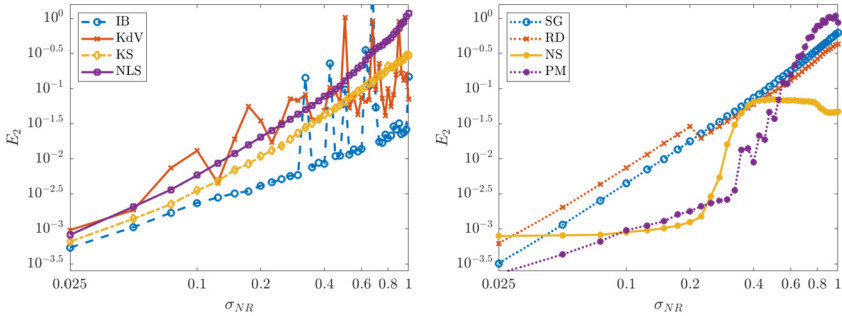 10^0
10^{-0.5}
10^{-1}
10^{-1.5}
10^{-2}
10^{-2.5}
10^{-3}
10^{-3.5}
E_2
IB
KdV
KS
NLS
0.025 0.1 0.2 0.4 0.6 0.8 1
σ_{NR}
10^0
10^{-0.5}
10^{-1}
10^{-1.5}
10^{-2}
10^{-2.5}
10^{-3}
10^{-3.5}
E_2
SG
RD
NS
PM
0.025 0.1 0.2 0.4 0.6 0.8 1
σ_{NR}